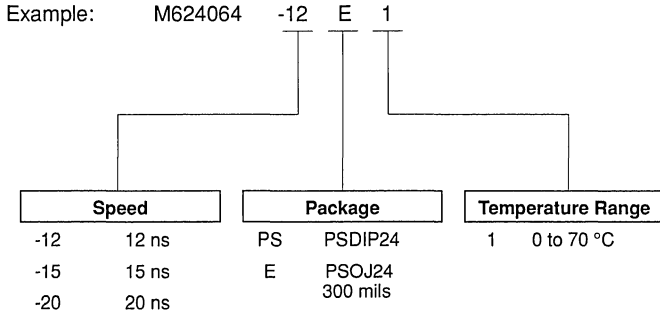 Example: M624064 -12 E 1
Speed Package Temperature Range
-12 12 ns PS PSDIP24 1 0 to 70 °C
-15 15 ns E PSOJ24
300 mils
-20 20 ns